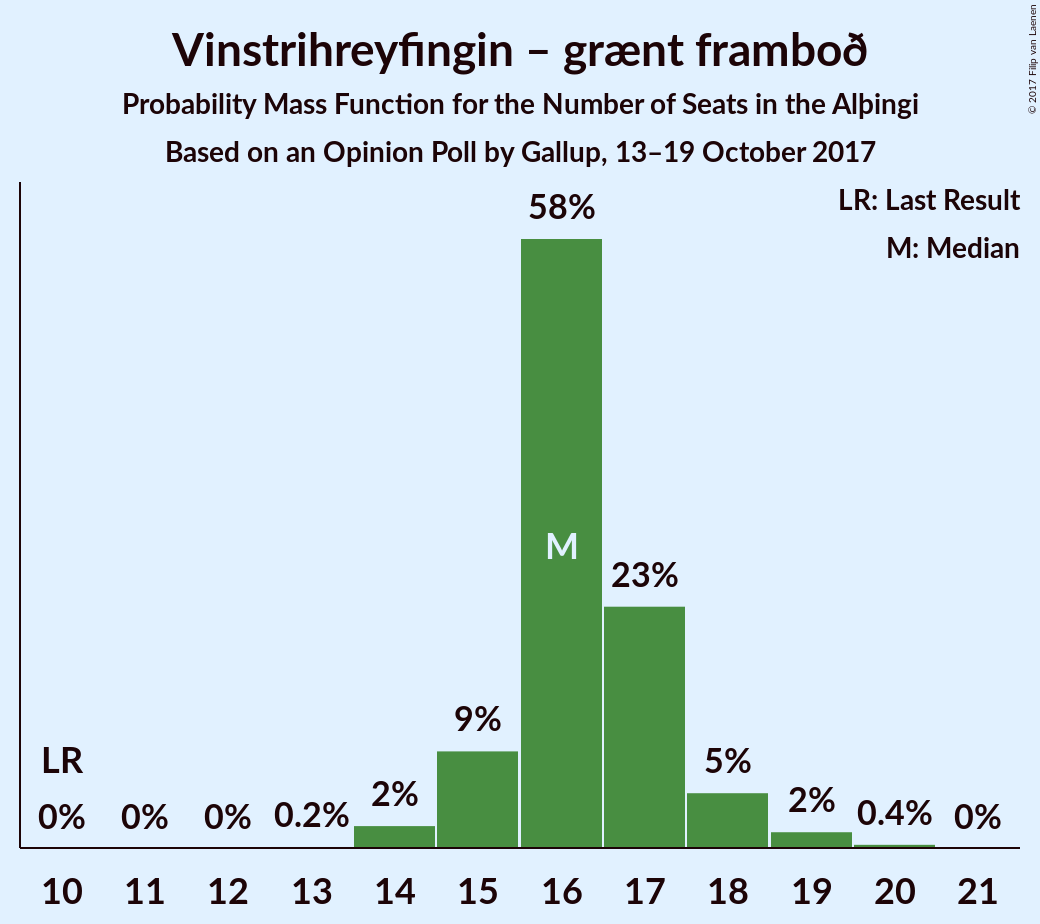 Vinstrihreyfingin – grænt framboð
Probability Mass Function for the Number of Seats in the Alþingi
Based on an Opinion Poll by Gallup, 13–19 October 2017
© 2017 Filip van Laenen
LR: Last Result
M: Median
58%
M
23%
9%
LR
5%
2%
2%
0%
0%
0%
0.2%
0.4%
0%
10 11 12 13 14 15 16 17 18 19 20 21